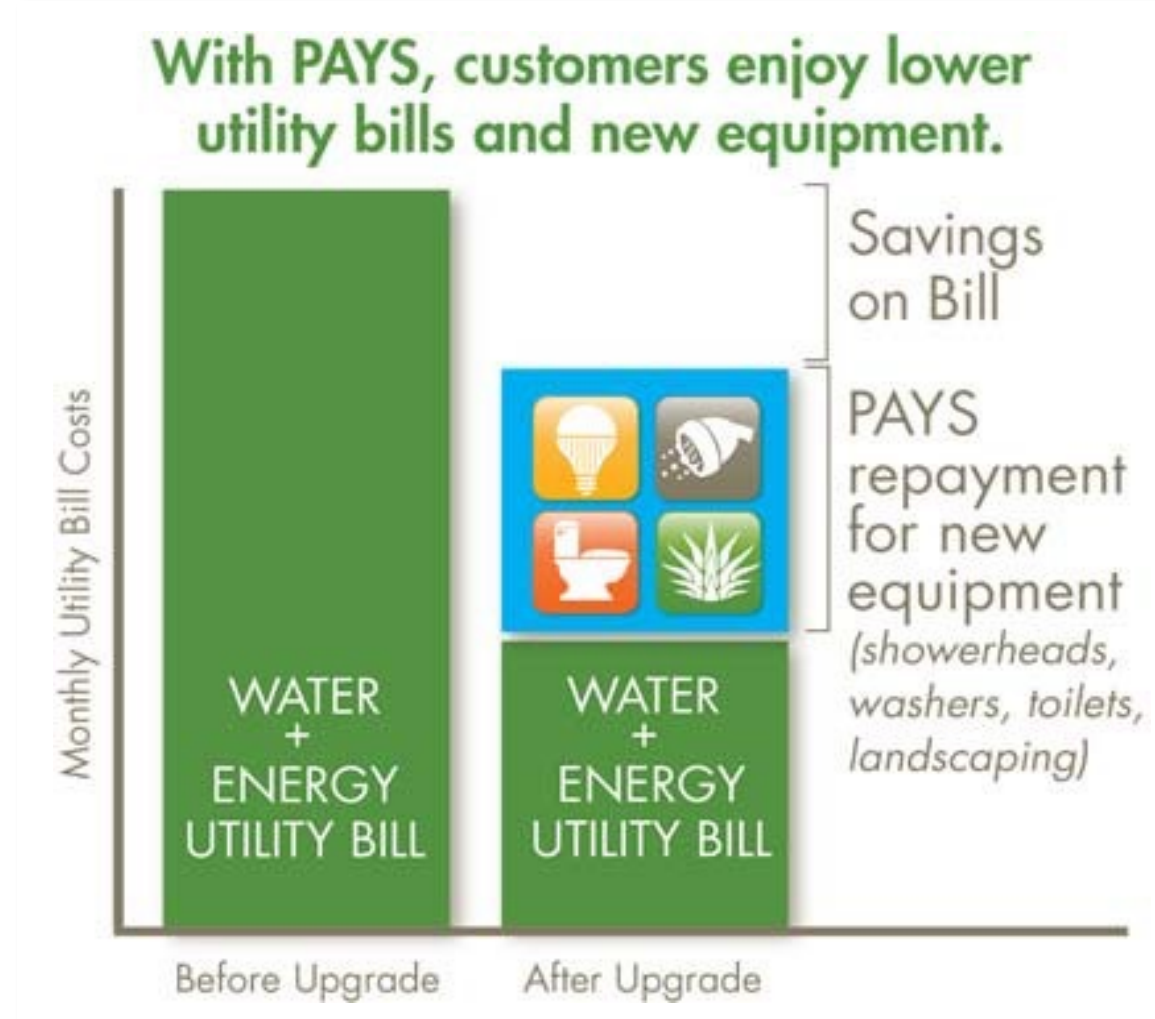 With PAYS, customers enjoy lower
utility bills and new equipment.
Monthly Utility Bill Costs
WATER
+
ENERGY
UTILITY BILL
WATER
+
ENERGY
UTILITY BILL
Savings
on Bill
PAYS
repayment
for new
equipment
(showerheads,
washers, toilets,
landscaping)
Before Upgrade
After Upgrade